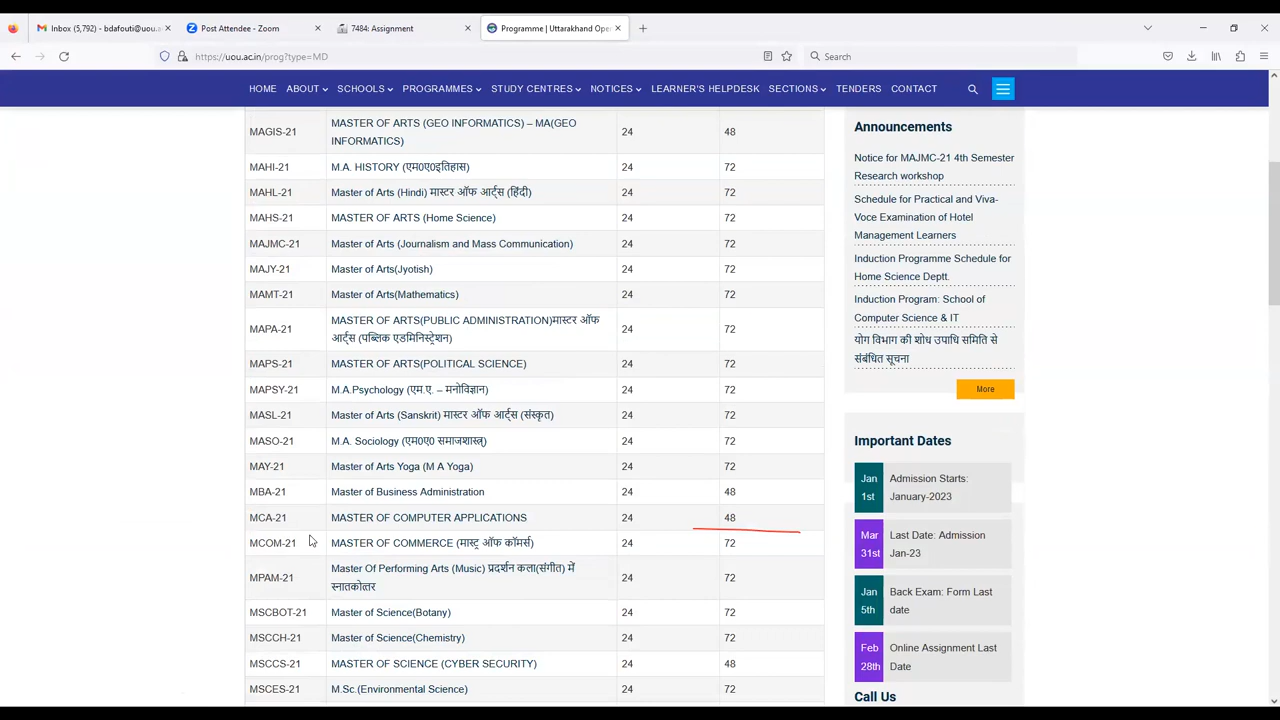 Inbox (5,792) - bdafouti@uou.ac
Post Attendee - Zoom
7484: Assignment
Programme | Uttarakhand Oper
https://uou.ac.in/prog?type=MD
Search
HOME ABOUT SCHOOLS PROGRAMMES STUDY CENTRES NOTICES LEARNER'S HELPDESK SECTIONS TENDERS CONTACT
MAGIS-21 MASTER OF ARTS (GEO INFORMATICS) – MA(GEO INFORMATICS) 24 48
MAHI-21 M.A. HISTORY (एम0ए0इतिहास) 24 72
MAHL-21 Master of Arts (Hindi) मास्टर ऑफ आर्ट्स (हिंदी) 24 72
MAHS-21 MASTER OF ARTS (Home Science) 24 72
MAJMC-21 Master of Arts (Journalism and Mass Communication) 24 72
MAJY-21 Master of Arts(Jyotish) 24 72
MAMT-21 Master of Arts(Mathematics) 24 72
MAPA-21 MASTER OF ARTS(PUBLIC ADMINISTRATION)मास्टर ऑफ आर्ट्स (पब्लिक एडमिनिस्ट्रेशन) 24 72
MAPS-21 MASTER OF ARTS(POLITICAL SCIENCE) 24 72
MAPSY-21 M.A.Psychology (एम.ए. – मनोविज्ञान) 24 72
MASL-21 Master of Arts (Sanskrit) मास्टर ऑफ आर्ट्स (संस्कृत) 24 72
MASO-21 M.A. Sociology (एम0ए0 समाजशास्त्र) 24 72
MAY-21 Master of Arts Yoga (M A Yoga) 24 72
MBA-21 Master of Business Administration 24 48
MCA-21 MASTER OF COMPUTER APPLICATIONS 24 48
MCOM-21 MASTER OF COMMERCE (मास्ट्र ऑफ कॉमर्स) 24 72
MPAM-21 Master Of Performing Arts (Music) प्रदर्शन कला(संगीत) में स्नातकोत्तर 24 72
MSCBOT-21 Master of Science(Botany) 24 72
MSCCH-21 Master of Science(Chemistry) 24 72
MSCCS-21 MASTER OF SCIENCE (CYBER SECURITY) 24 48
MSCES-21 M.Sc.(Environmental Science) 24 72
Announcements
Notice for MAJMC-21 4th Semester
Research workshop
Schedule for Practical and Viva-
Voce Examination of Hotel
Management Learners
Induction Programme Schedule for
Home Science Deptt.
Induction Program: School of
Computer Science & IT
योग विभाग की शोध उपाधि समिति से
संबंधित सूचना
More
Important Dates
Jan 1st Admission Starts: January-2023
Mar 31st Last Date: Admission Jan-23
Jan 5th Back Exam: Form Last date
Feb 28th Online Assignment Last Date
Call Us